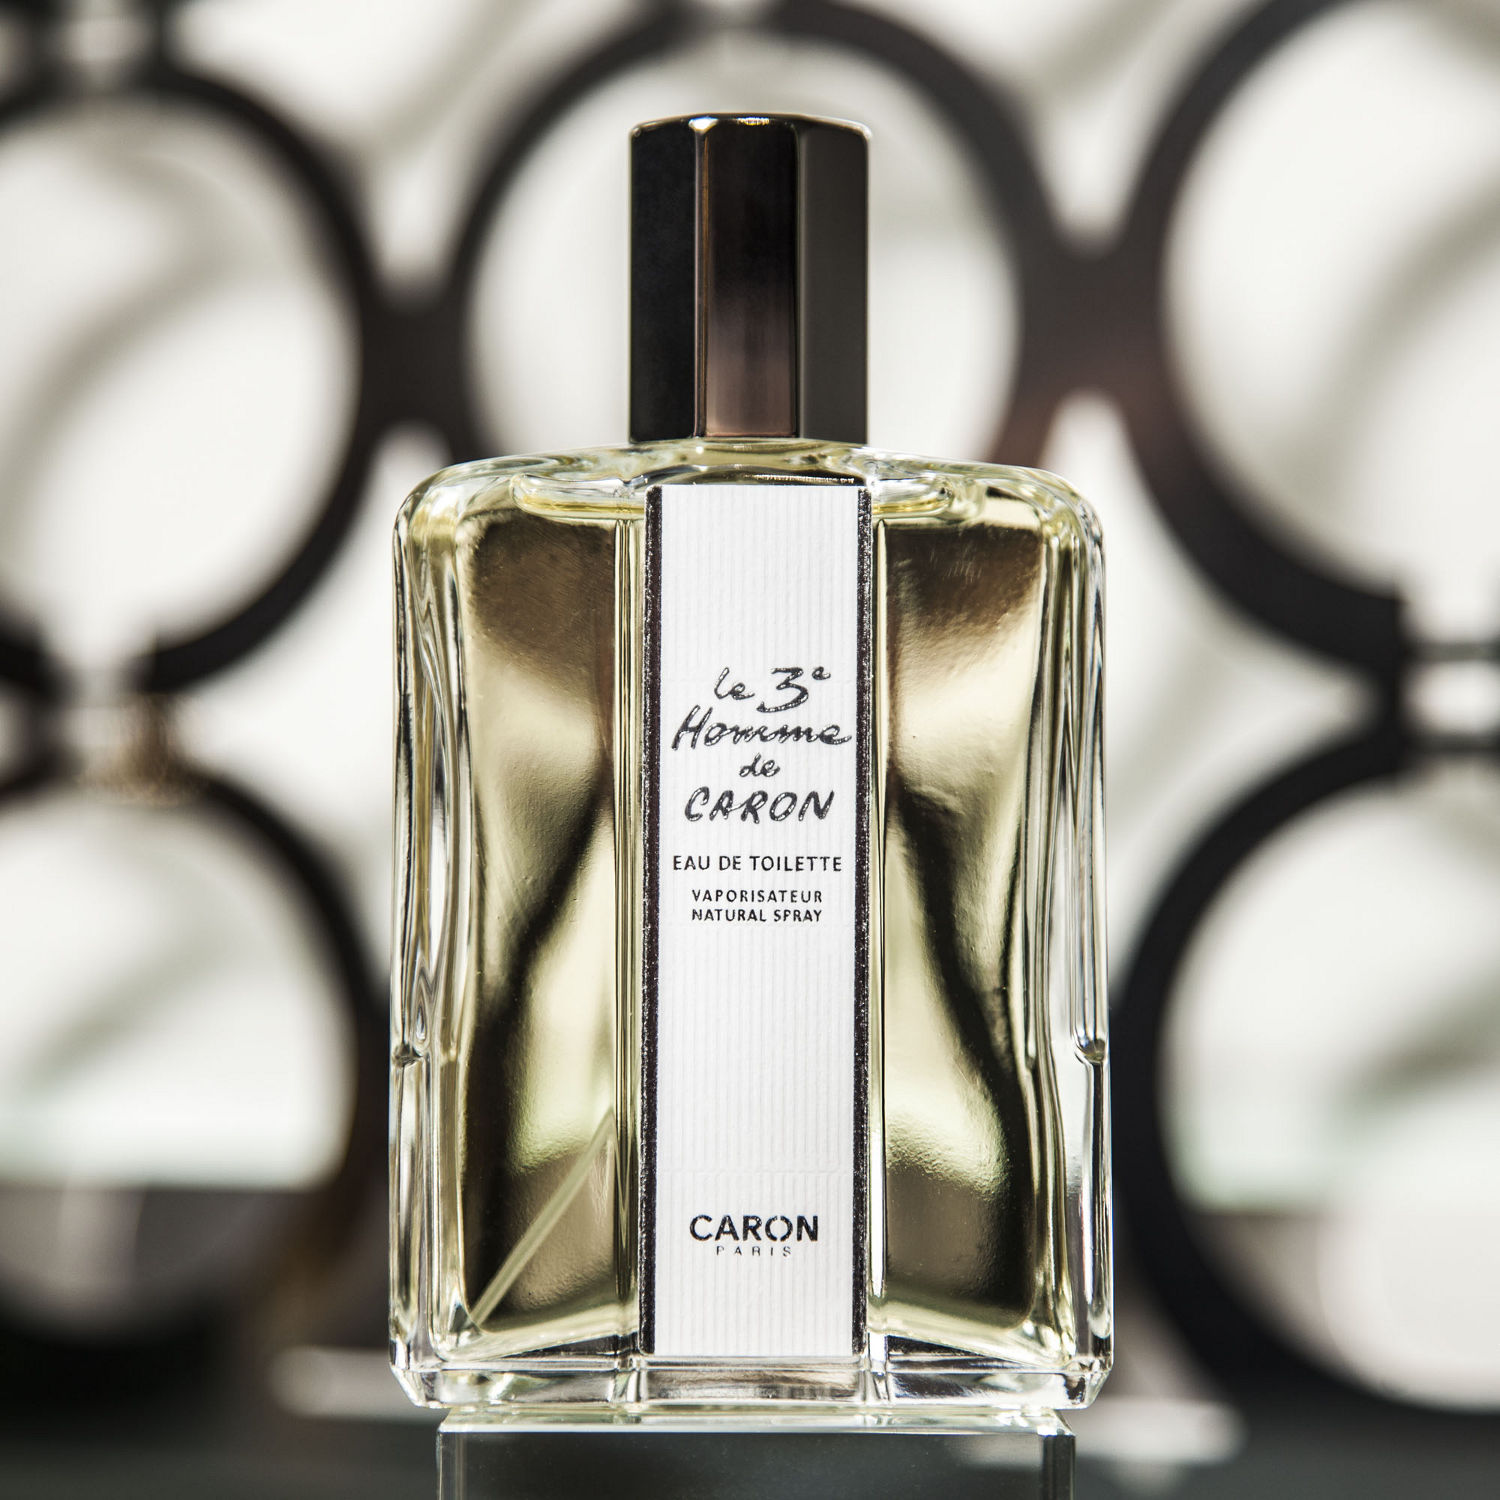 le 3e
Homme
de
CARON
EAU DE TOILETTE
VAPORISATEUR
NATURAL SPRAY
CARON
PARIS